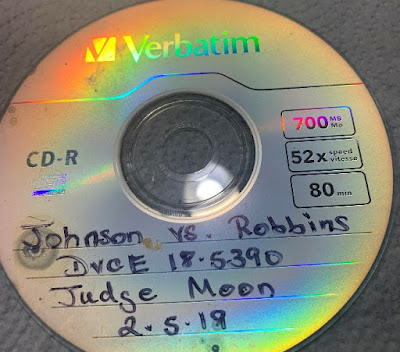 Verbatim
CD-R
700 MB Mo
52x speed vitesse
80 min
Johnson vs. Robbins
DVCE 18-5390
Judge Moon
2.5.19